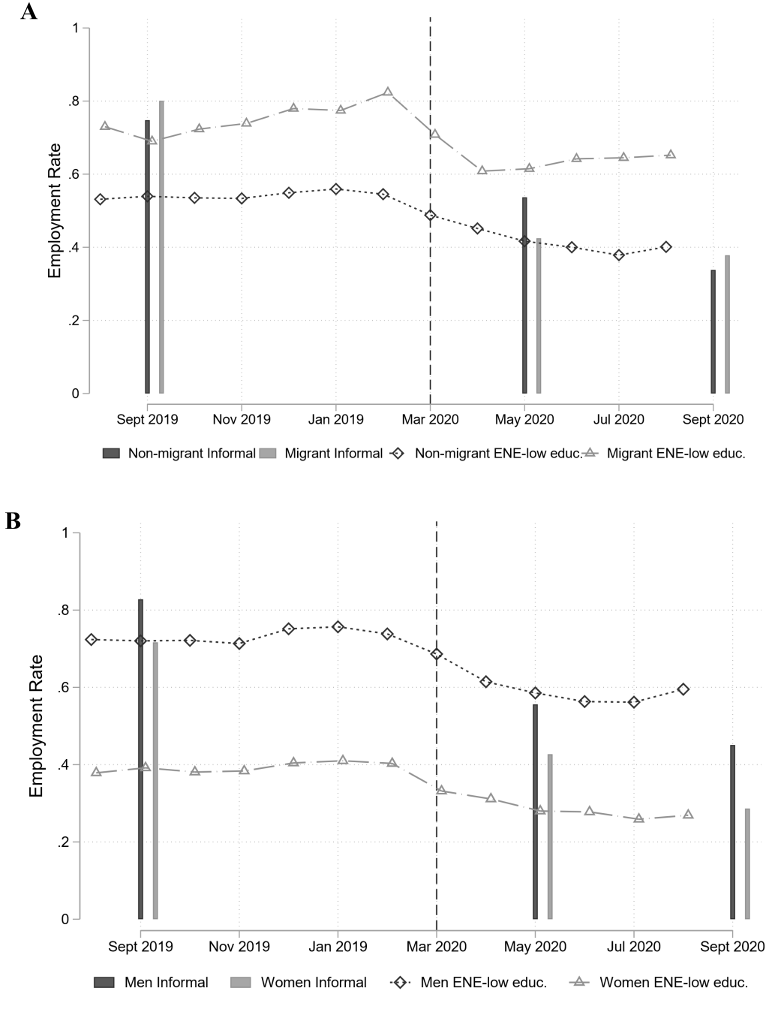 A
1
.8
.6
.4
.2
0
Employment Rate
Sept 2019 Nov 2019 Jan 2020 Mar 2020 May 2020 Jul 2020 Sept 2020
Non-migrant Informal Migrant Informal Non-migrant ENE-low educ. Migrant ENE-low educ.
B
1
.8
.6
.4
.2
0
Employment Rate
Sept 2019 Nov 2019 Jan 2020 Mar 2020 May 2020 Jul 2020 Sept 2020
Men Informal Women Informal Men ENE-low educ. Women ENE-low educ.